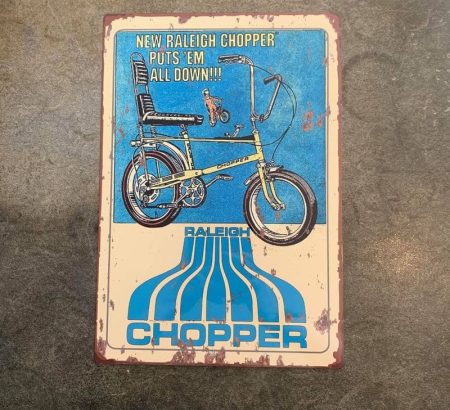 NEW RALEIGH CHOPPER
PUTS 'EM
ALL DOWN!!!
CHOPPER
RALEIGH
CHOPPER